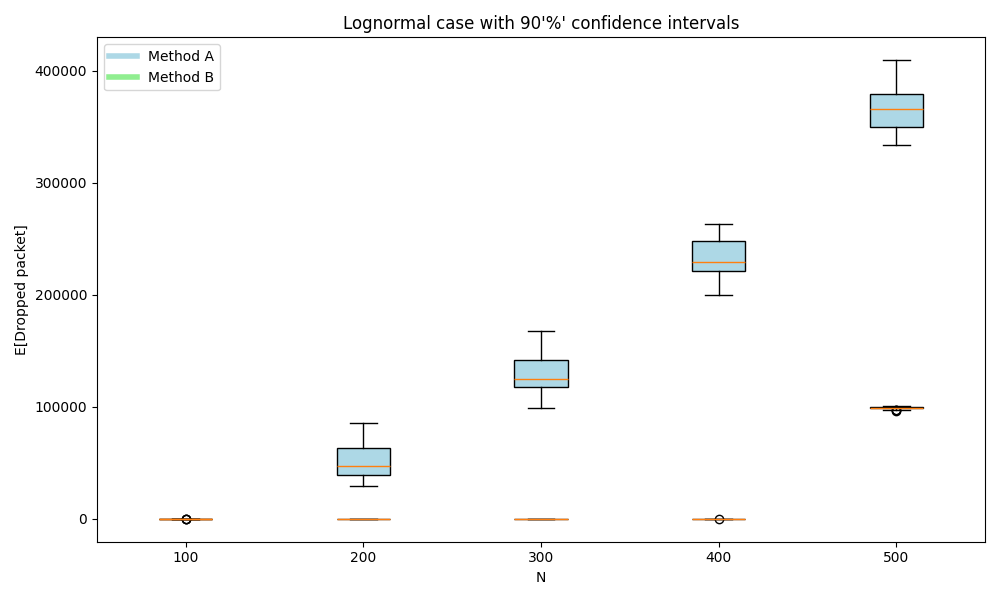 Lognormal case with 90'%' confidence intervals
Method A
Method B
E[Dropped packet]
400000
300000
200000
100000
0
100 200 300 400 500
N